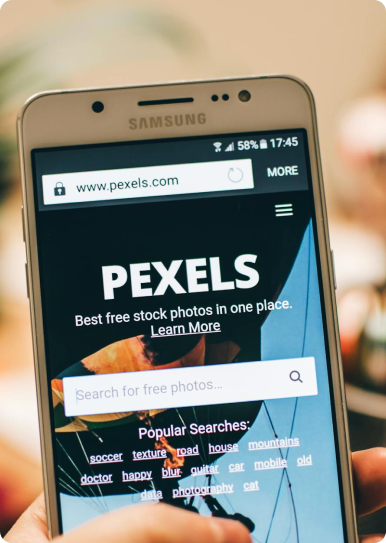 SAMSUNG
58% 17:45
www.pexels.com MORE
PEXELS
Best free stock photos in one place.
Learn More
Search for free photos...
Popular Searches:
soccer texture road house mountains
doctor happy blur guitar car mobile old
data photography cat